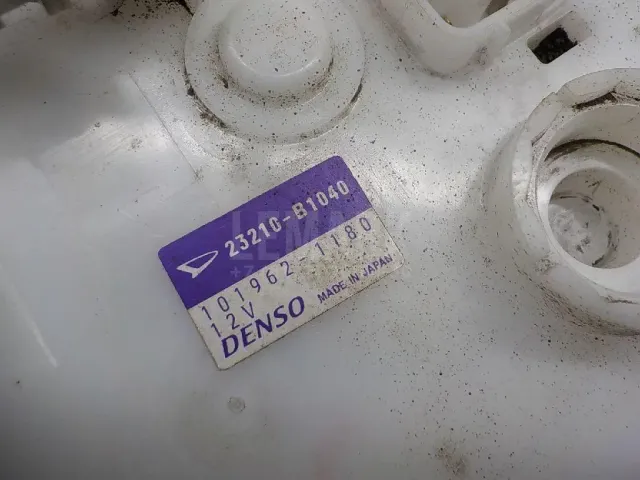 23210-B1040
101962-1180
12V
DENSO MADE IN JAPAN